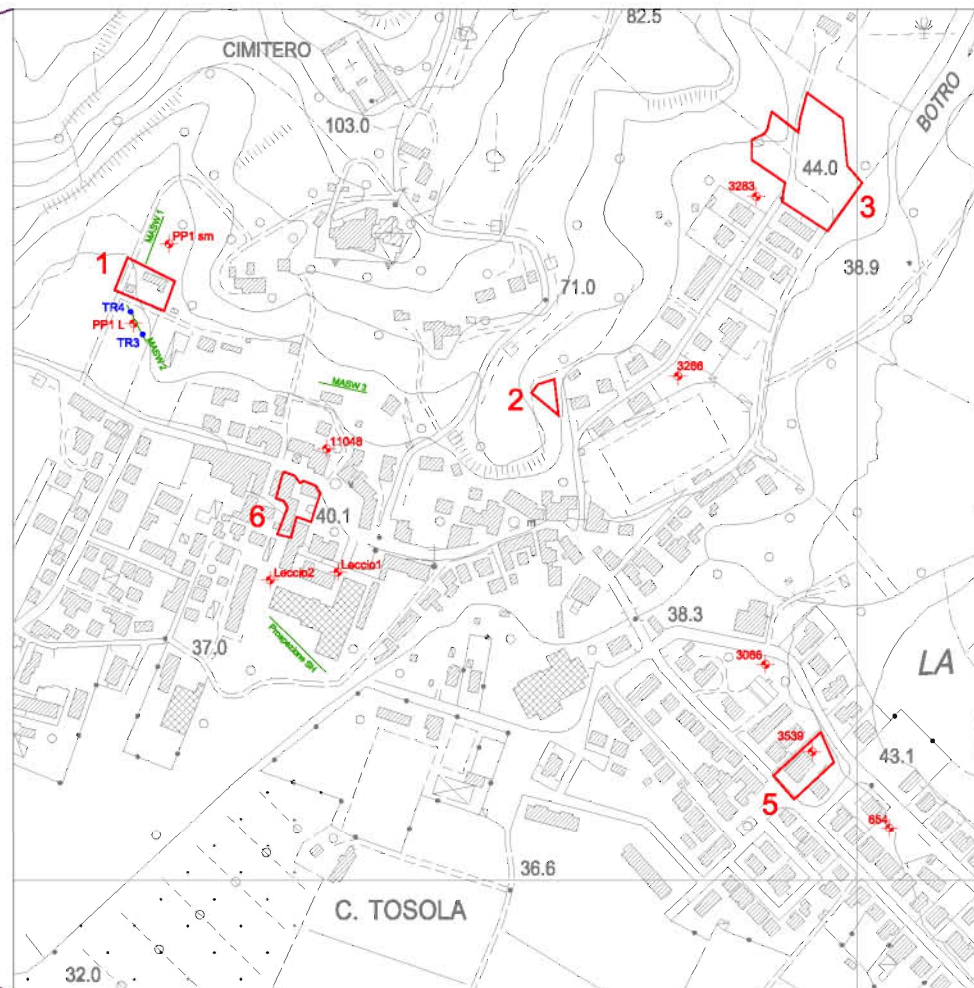 82.5
CIMITERO
BOTRO
103.0
44.0
3283
3
MASW 1
PP1 sm
38.9
1
71.0
TR4
PP1 L
TR3
MASW 2
3266
MASW 3
2
11048
6
40.1
Leccio2
Leccio1
38.3
Prospezione SH
37.0
3066
LA
3539
43.1
5
654
36.6
C. TOSOLA
32.0